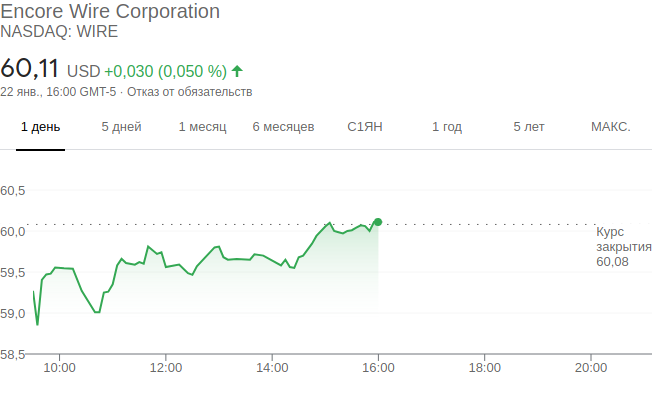 Encore Wire Corporation
NASDAQ: WIRE
60,11 USD +0,030 (0,050 %)
22 янв., 16:00 GMT-5 · Отказ от обязательств
1 день 5 дней 1 месяц 6 месяцев С1ЯН 1 год 5 лет МАКС.
60,5
60,0
59,5
59,0
58,5
Курс
закрытия
60,08
10:00 12:00 14:00 16:00 18:00 20:00